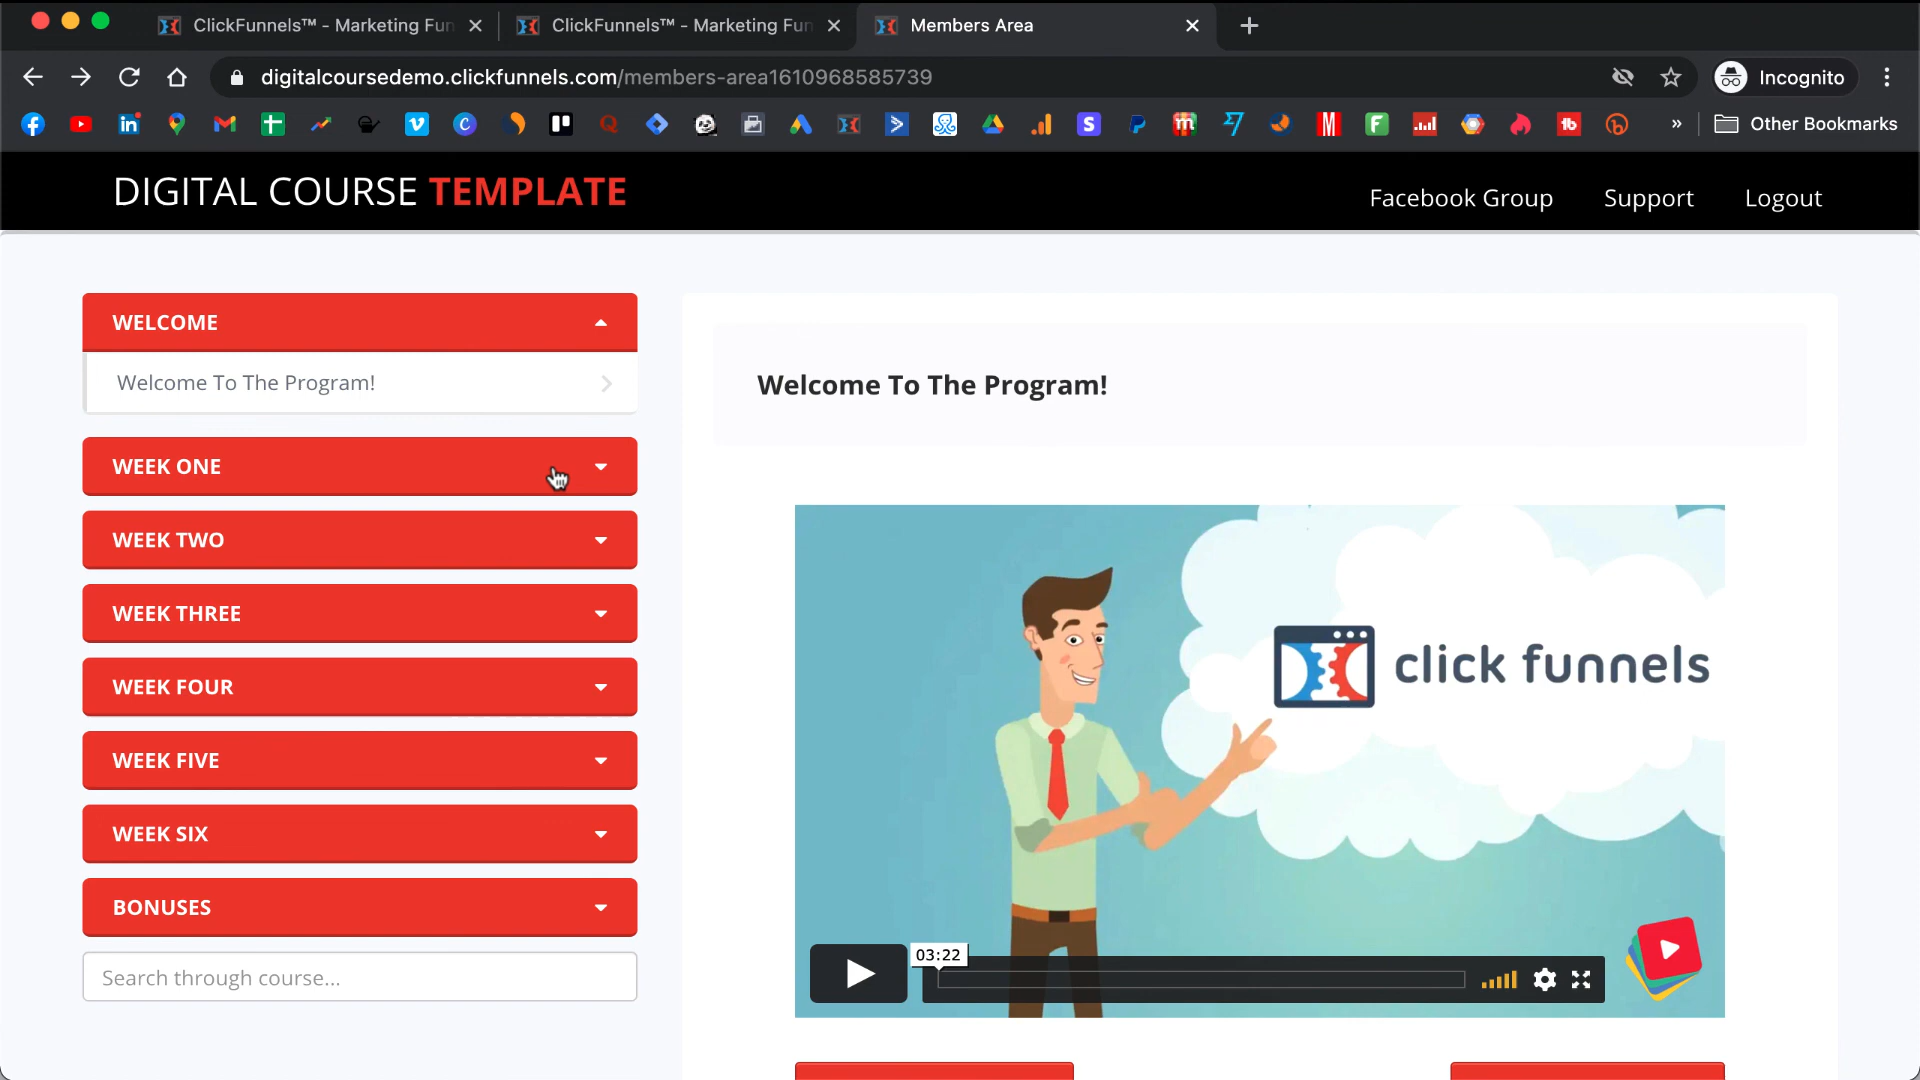 ClickFunnels™ - Marketing Fun
ClickFunnels™ - Marketing Fun
Members Area
digitalcoursedemo.clickfunnels.com/members-area1610968585739
Incognito
» Other Bookmarks
DIGITAL COURSE TEMPLATE
Facebook Group Support Logout
WELCOME
Welcome To The Program!
WEEK ONE
WEEK TWO
WEEK THREE
WEEK FOUR
WEEK FIVE
WEEK SIX
BONUSES
Search through course...
Welcome To The Program!
click funnels
03:22